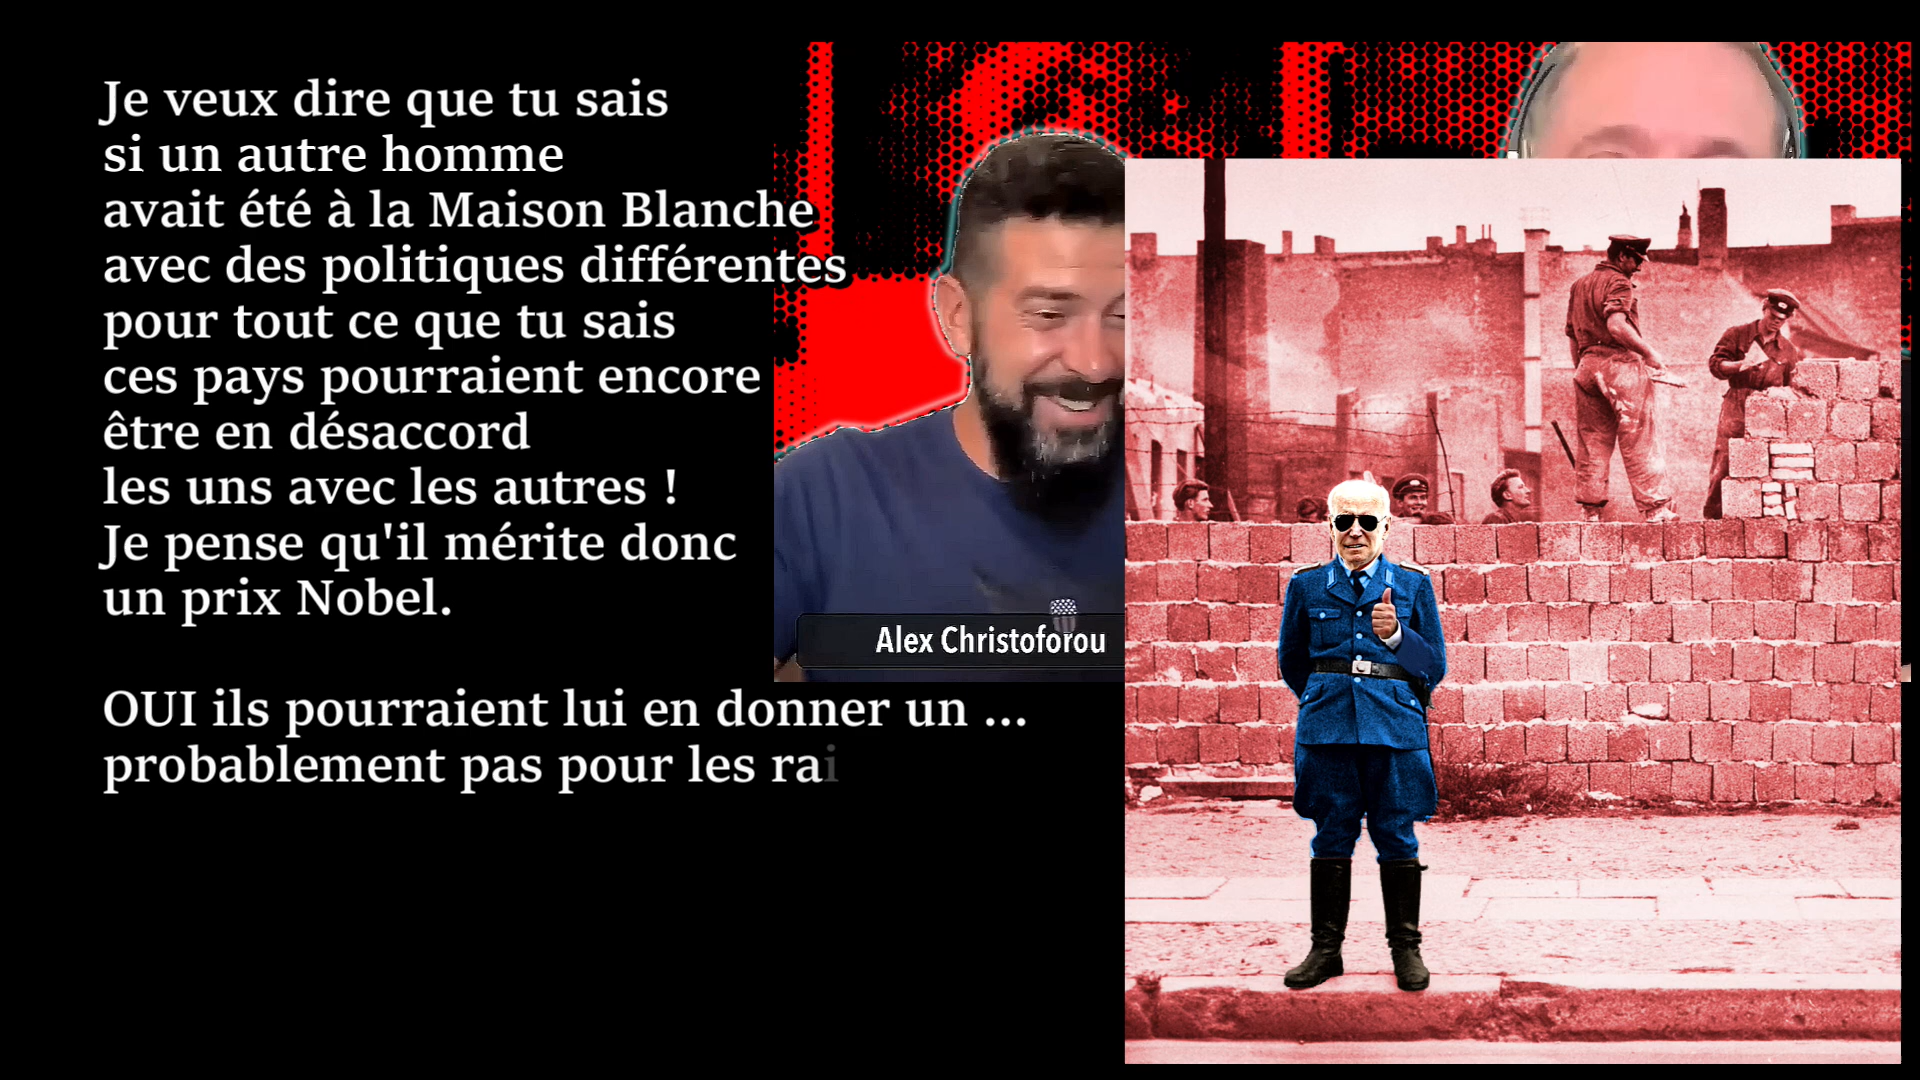 Je veux dire que tu sais
si un autre homme
avait été à la Maison Blanche
avec des politiques différentes
pour tout ce que tu sais
ces pays pourraient encore
être en désaccord
les uns avec les autres !
Je pense qu'il mérite donc
un prix Nobel.
OUI ils pourraient lui en donner un ...
probablement pas pour les rai
Alex Christoforou